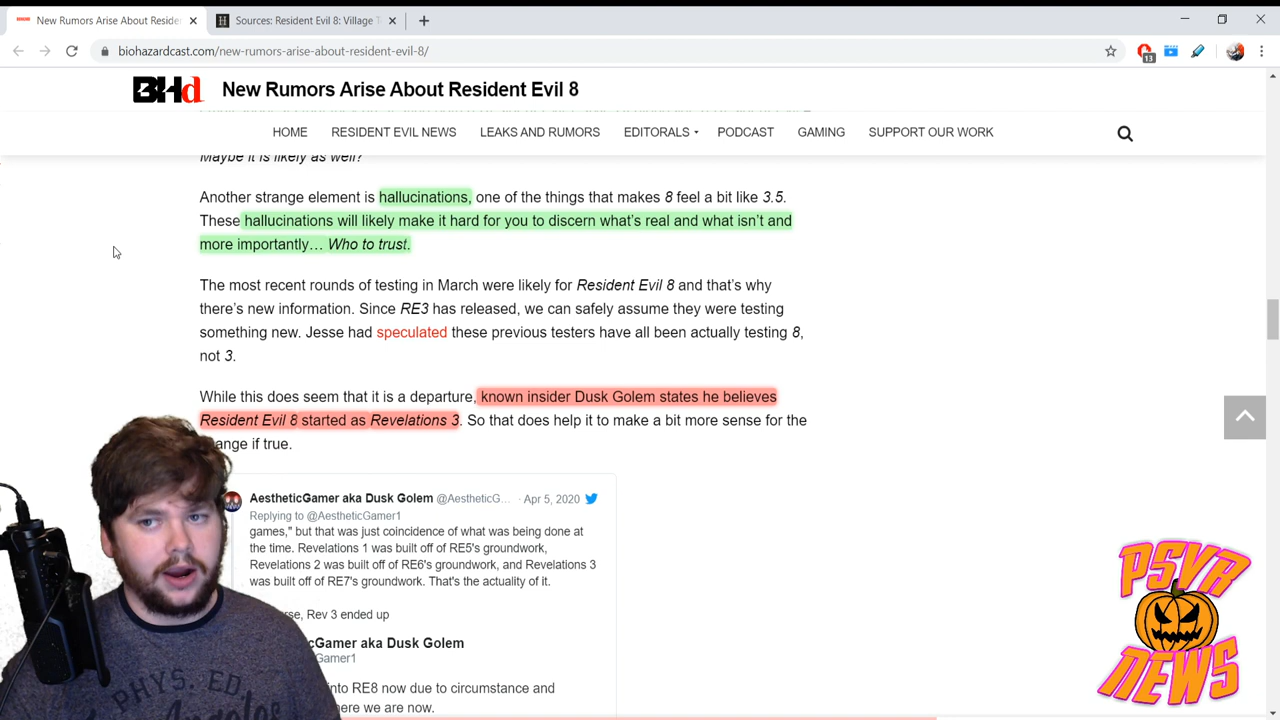 New Rumors Arise About Reside
Sources: Resident Evil 8: Village T
biohazardcast.com/new-rumors-arise-about-resident-evil-8/
13
BHd
New Rumors Arise About Resident Evil 8
HOME RESIDENT EVIL NEWS LEAKS AND RUMORS EDITORALS PODCAST GAMING SUPPORT OUR WORK
Maybe it is likely as well?
Another strange element is hallucinations, one of the things that makes 8 feel a bit like 3.5.
These hallucinations will likely make it hard for you to discern what's real and what isn't and
more importantly… Who to trust.
The most recent rounds of testing in March were likely for Resident Evil 8 and that's why
there's new information. Since RE3 has released, we can safely assume they were testing
something new. Jesse had speculated these previous testers have all been actually testing 8,
not 3.
While this does seem that it is a departure, known insider Dusk Golem states he believes
Resident Evil 8 started as Revelations 3. So that does help it to make a bit more sense for the
ange if true.
AestheticGamer aka Dusk Golem @AestheticG... · Apr 5, 2020
Replying to @AestheticGamer1
games," but that was just coincidence of what was being done at
the time. Revelations 1 was built off of RE5's groundwork,
Revelations 2 was built off of RE6's groundwork, and Revelations 3
was built off of RE7's groundwork. That's the actuality of it.
rse, Rev 3 ended up
cGamer aka Dusk Golem
Gamer1
into RE8 now due to circumstance and
here we are now.
PHYS. ED.
Angeles
PSVR
NEWS